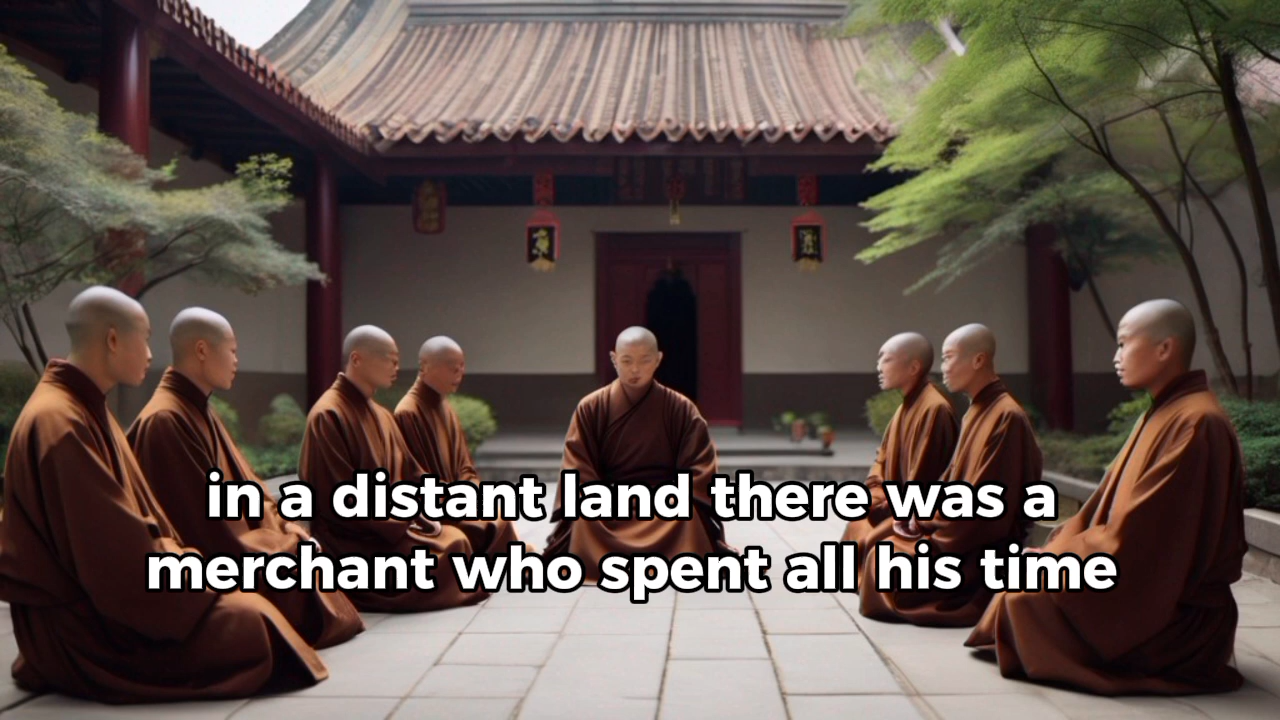 in a distant land there was a
merchant who spent all his time